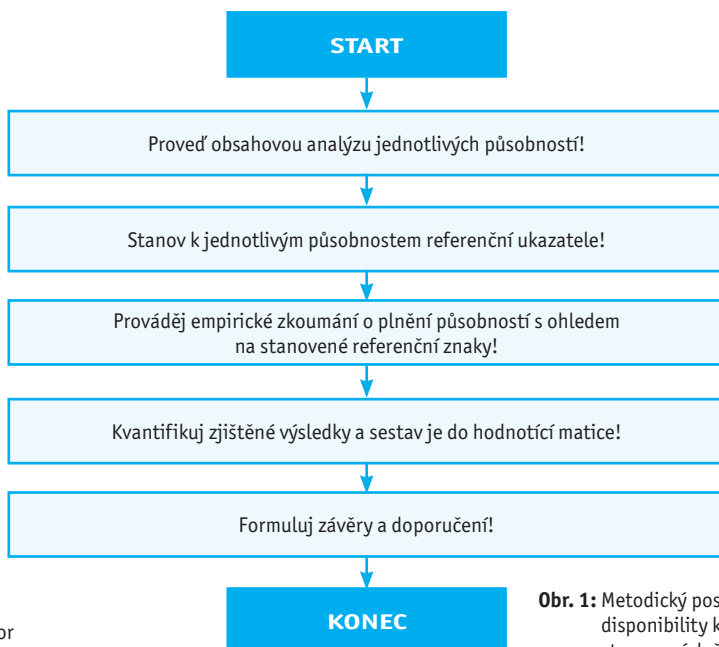 START
Proveď obsahovou analýzu jednotlivých působností!
Stanov k jednotlivým působnostem referenční ukazatele!
Prováděj empirické zkoumání o plnění působností s ohledem
na stanovené referenční znaky!
Kvantifikuj zjištěné výsledky a sestav je do hodnotící matice!
Formuluj závěry a doporučení!
KONEC
Obr. 1: Metodický
disponibility